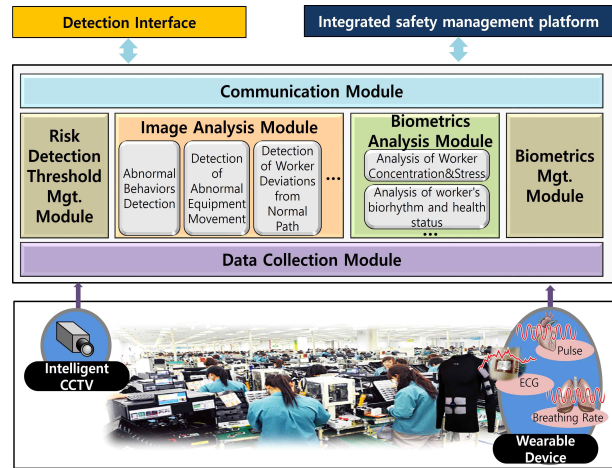 Detection Interface
Integrated safety management platform
Communication Module
Risk
Detection
Threshold
Mgt.
Module
Image Analysis Module
Abnormal
Behaviors
Detection
Detection
of
Abnormal
Equipment
Movement
Detection
of Worker
Deviations
from
Normal
Path
...
Biometrics
Analysis Module
Analysis of Worker
Concentration&Stress
Analysis of worker's
biorhythm and health
status
...
Biometrics
Mgt.
Module
Data Collection Module
Intelligent
CCTV
Pulse
ECG
Breathing Rate
Wearable
Device